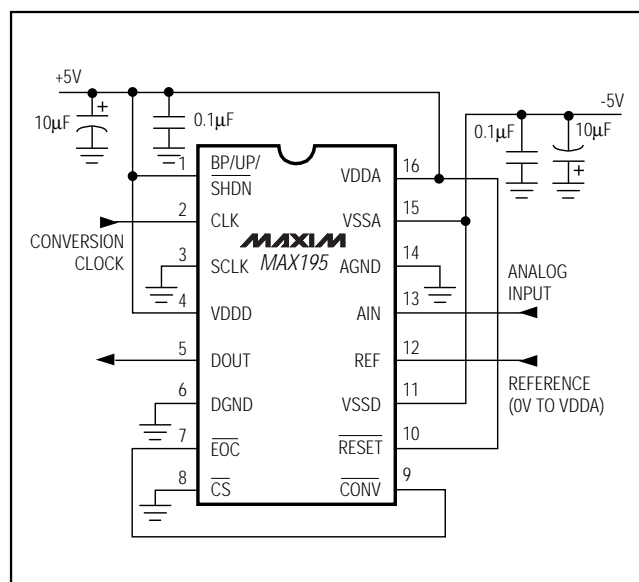 +5V
-5V
+
10μF
0.1μF
0.1μF
10μF
+
1
BP/UP/
SHDN
VDDA
16
2
CLK
VSSA
15
CONVERSION
CLOCK
MAXIM
MAX195
3
SCLK
AGND
14
ANALOG
INPUT
4
VDDD
AIN
13
5
DOUT
REF
12
REFERENCE
(0V TO VDDA)
6
DGND
VSSD
11
7
EOC
RESET
10
8
CS
CONV
9